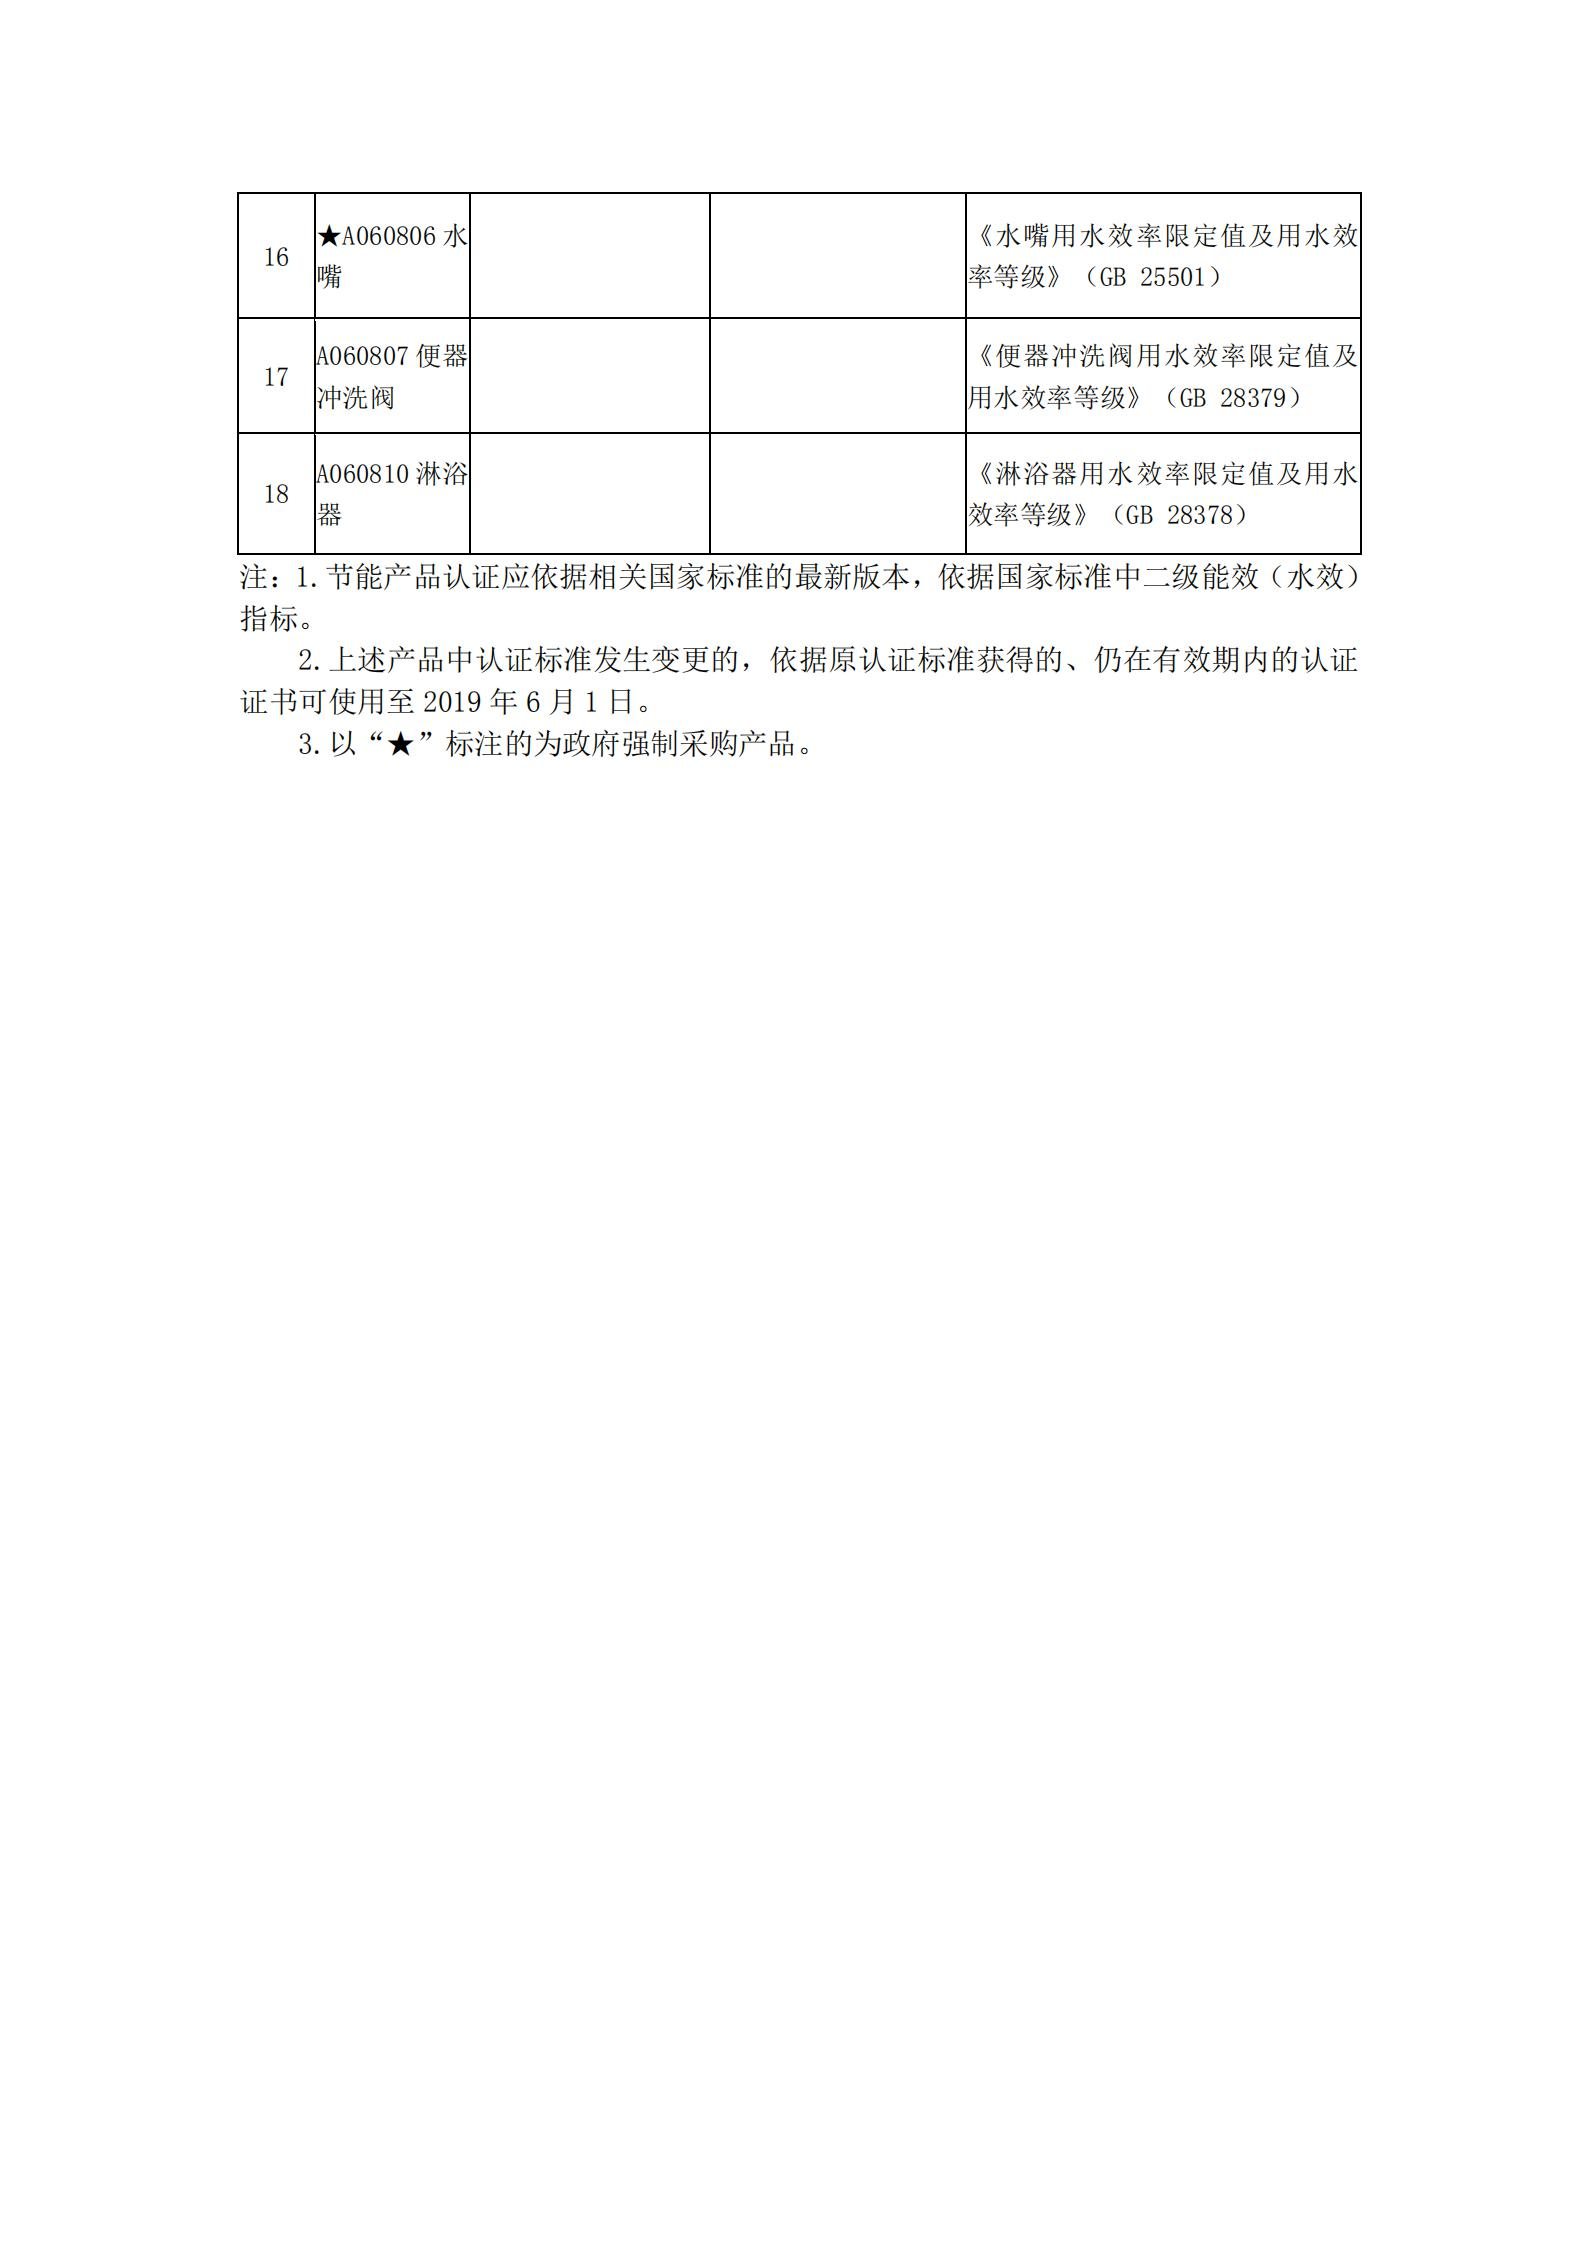 16
★A060806 水
嘴
《水嘴用水效率限定值及用水效
率等级》（GB 25501）
17
A060807 便器
冲洗阀
《便器冲洗阀用水效率限定值及
用水效率等级》（GB 28379）
18
A060810 淋浴
器
《淋浴器用水效率限定值及用水
效率等级》（GB 28378）
注：1.节能产品认证应依据相关国家标准的最新版本，依据国家标准中二级能效（水效）
指标。
2.上述产品中认证标准发生变更的，依据原认证标准获得的、仍在有效期内的认证
证书可使用至 2019 年 6 月 1 日。
3.以“★”标注的为政府强制采购产品。